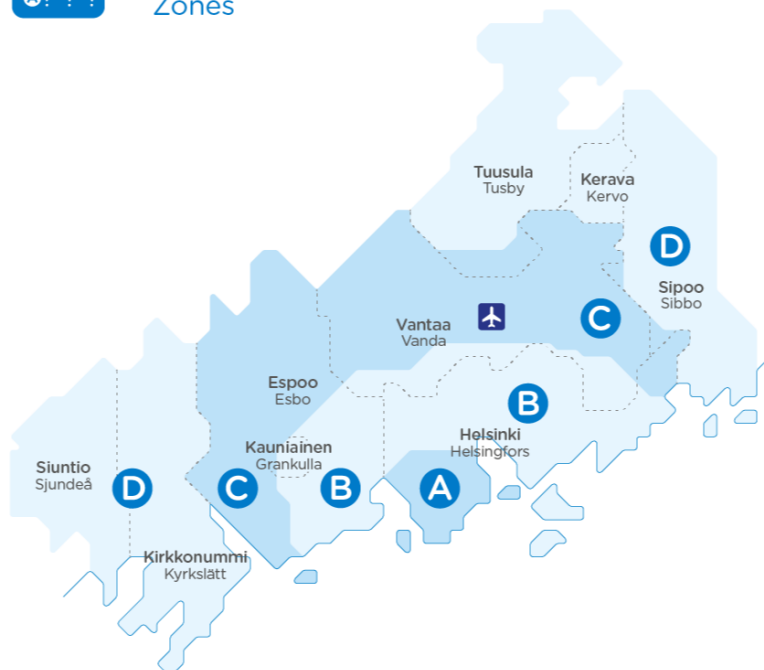 Zones
Tuusula
Tusby
Kerava
Kervo
D
Sipoo
Sibbo
Vantaa
Vanda
C
Espoo
Esbo
B
Helsinki
Helsingfors
Kauniainen
Grankulla
Siuntio
Sjundeå
D
C
B
A
Kirkkonummi
Kyrkslätt